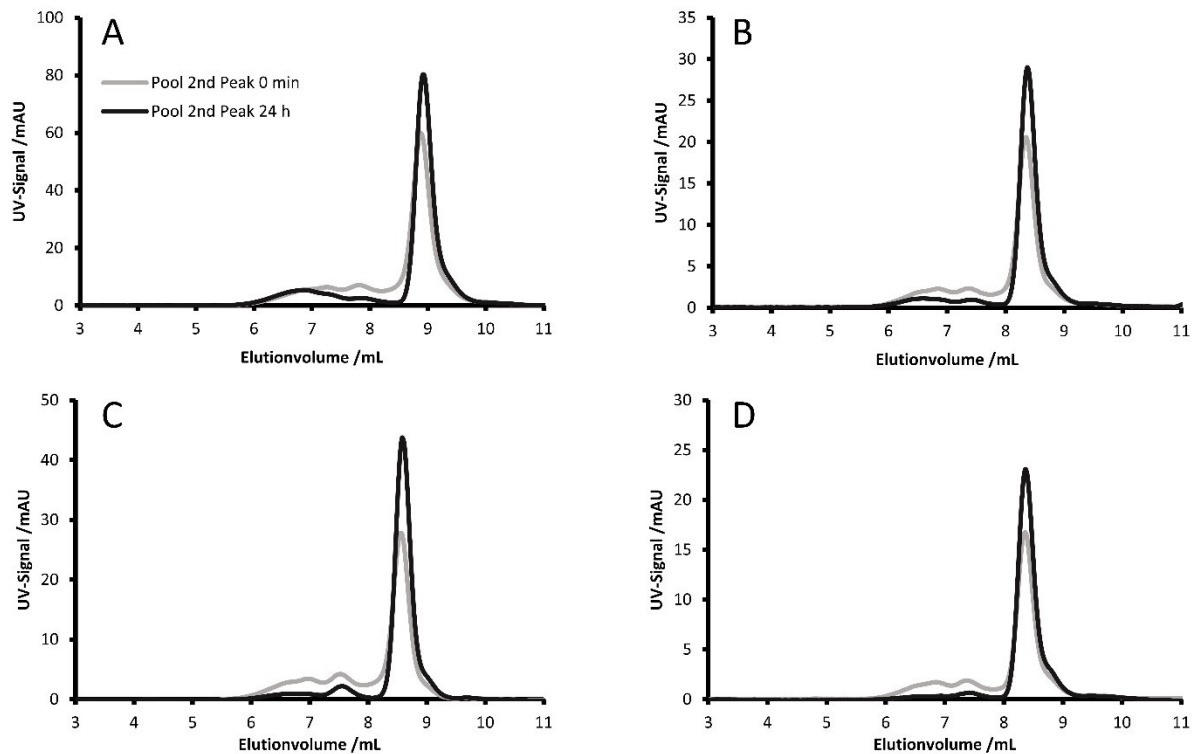 A
100
80
60
40
20
0
UV-Signal /mAU
Pool 2nd Peak 0 min
Pool 2nd Peak 24 h
3 4 5 6 7 8 9 10 11
Elutionvolume /mL
B
35
30
25
20
15
10
5
0
UV-Signal /mAU
3 4 5 6 7 8 9 10 11
Elutionvolume /mL
C
50
40
30
20
10
0
UV-Signal /mAU
3 4 5 6 7 8 9 10 11
Elutionvolume /mL
D
30
25
20
15
10
5
0
UV-Signal /mAU
3 4 5 6 7 8 9 10 11
Elutionvolume /mL